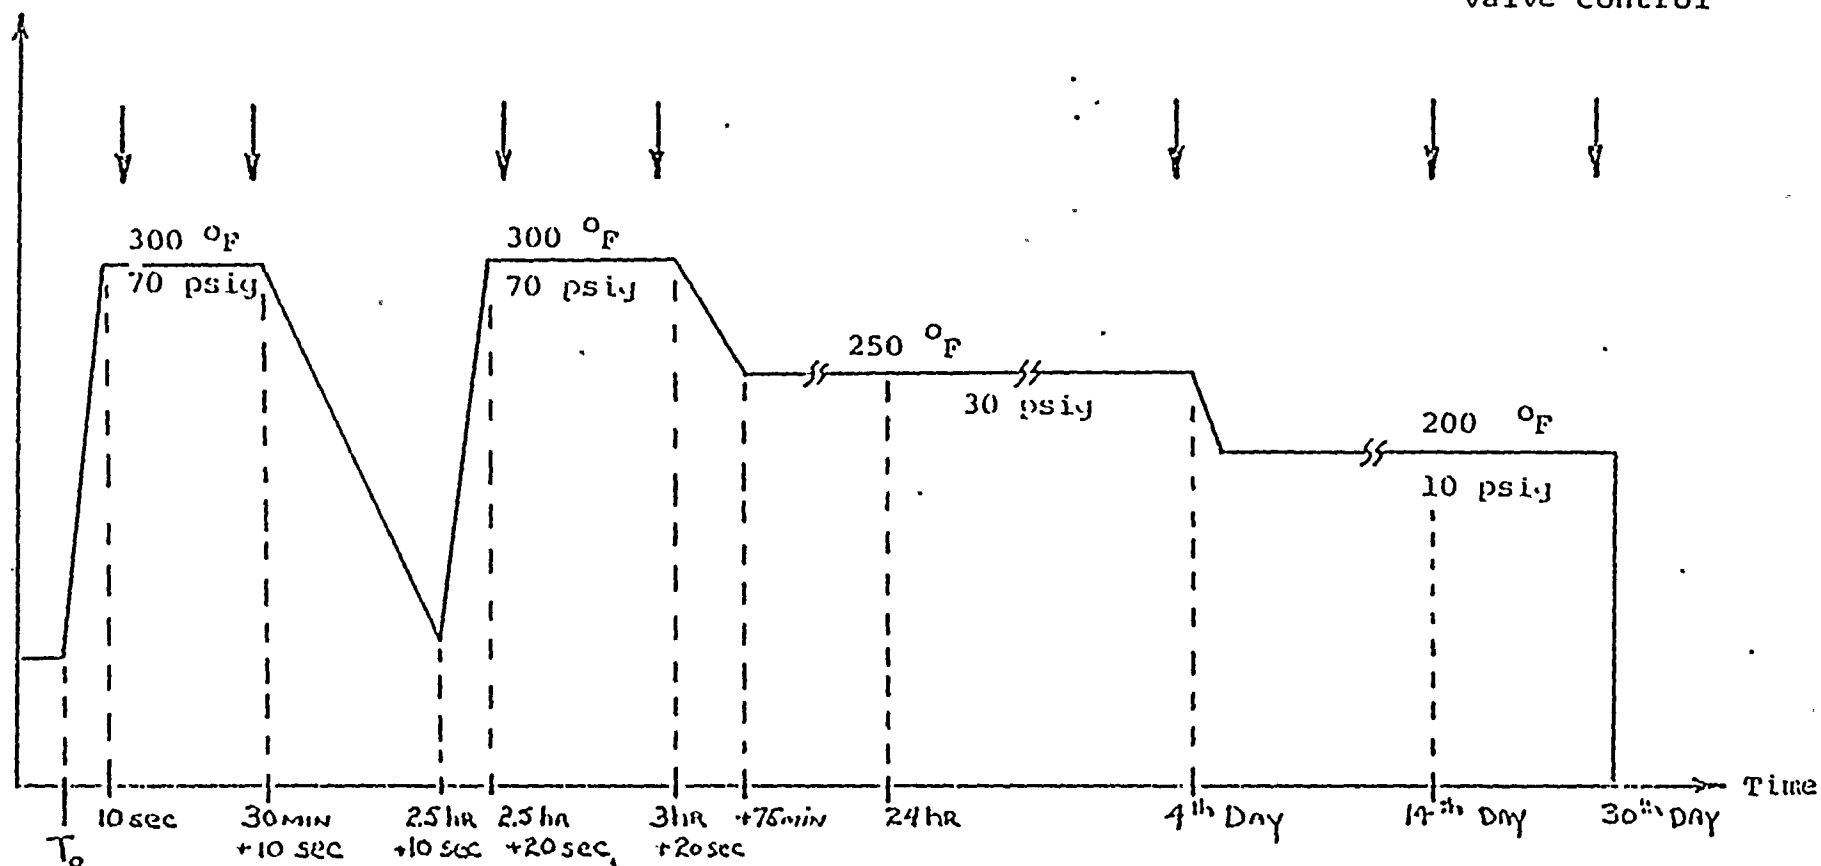 valve control
300 °F
70 psig
300 °F
70 psig
250 °F
30 psig
200 °F
10 psig
Time
T₀
10 sec
30 MIN
+10 sec
2.5 hr
+10 sec
2.5 hr
+20 sec
3 hr
+20 sec
+75 min
24 hr
4th Day
14th Day
30th Day